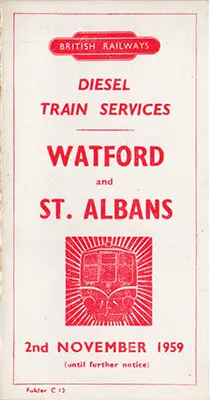 BRITISH RAILWAYS
DIESEL
TRAIN SERVICES
WATFORD
and
ST. ALBANS
2nd NOVEMBER 1959
(until further notice)
Folder C 12